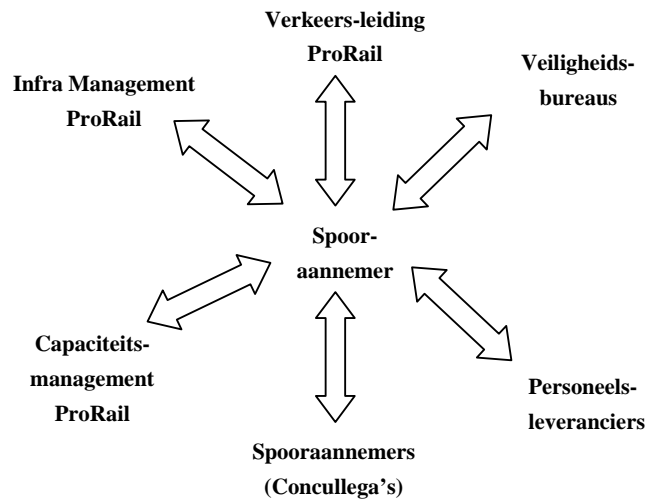 Verkeers-leiding
ProRail
Infra Management
ProRail
Veiligheids-
bureaus
Spoor-
aannemer
Capaciteits-
management
ProRail
Personeels-
leveranciers
Spooraannemers
(Concullega's)